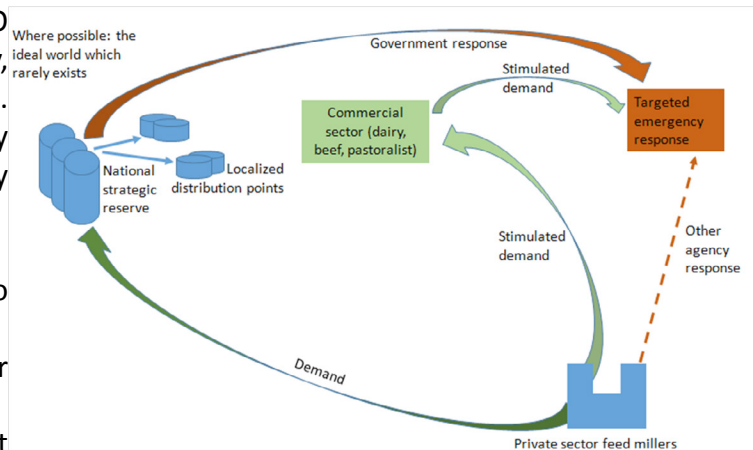 Where possible: the
ideal world which
rarely exists
Government response
Stimulated
demand
Commercial
sector (dairy,
beef, pastoralist)
Targeted
emergency
response
National
strategic
reserve
Localized
distribution points
Stimulated
demand
Other
agency
response
Demand
Private sector feed millers